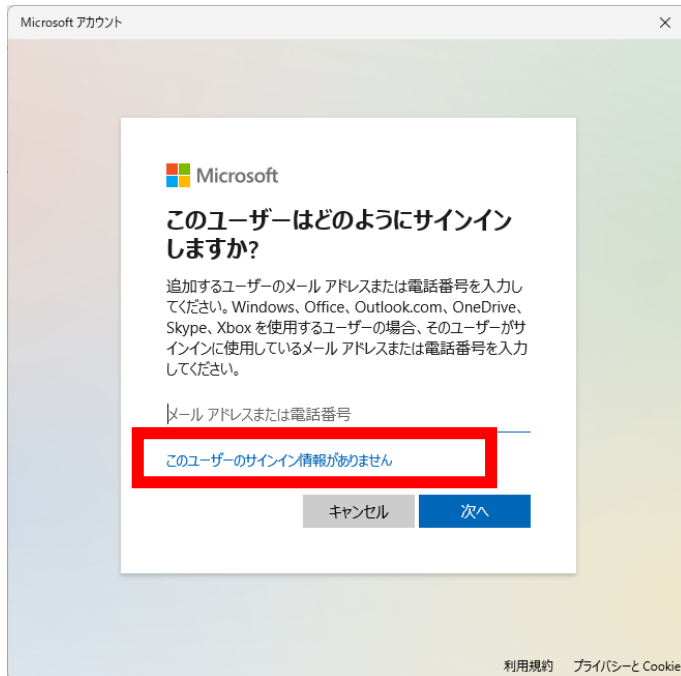 Microsoft アカウント
Microsoft
このユーザーはどのようにサインイン
しますか?
追加するユーザーのメール アドレスまたは電話番号を入力し
てください。Windows、Office、Outlook.com、OneDrive、
Skype、Xbox を使用するユーザーの場合、そのユーザーがサ
インインに使用しているメール アドレスまたは電話番号を入力
してください。
メール アドレスまたは電話番号
このユーザーのサインイン情報がありません
キャンセル 次へ
利用規約 プライバシーと Cookie